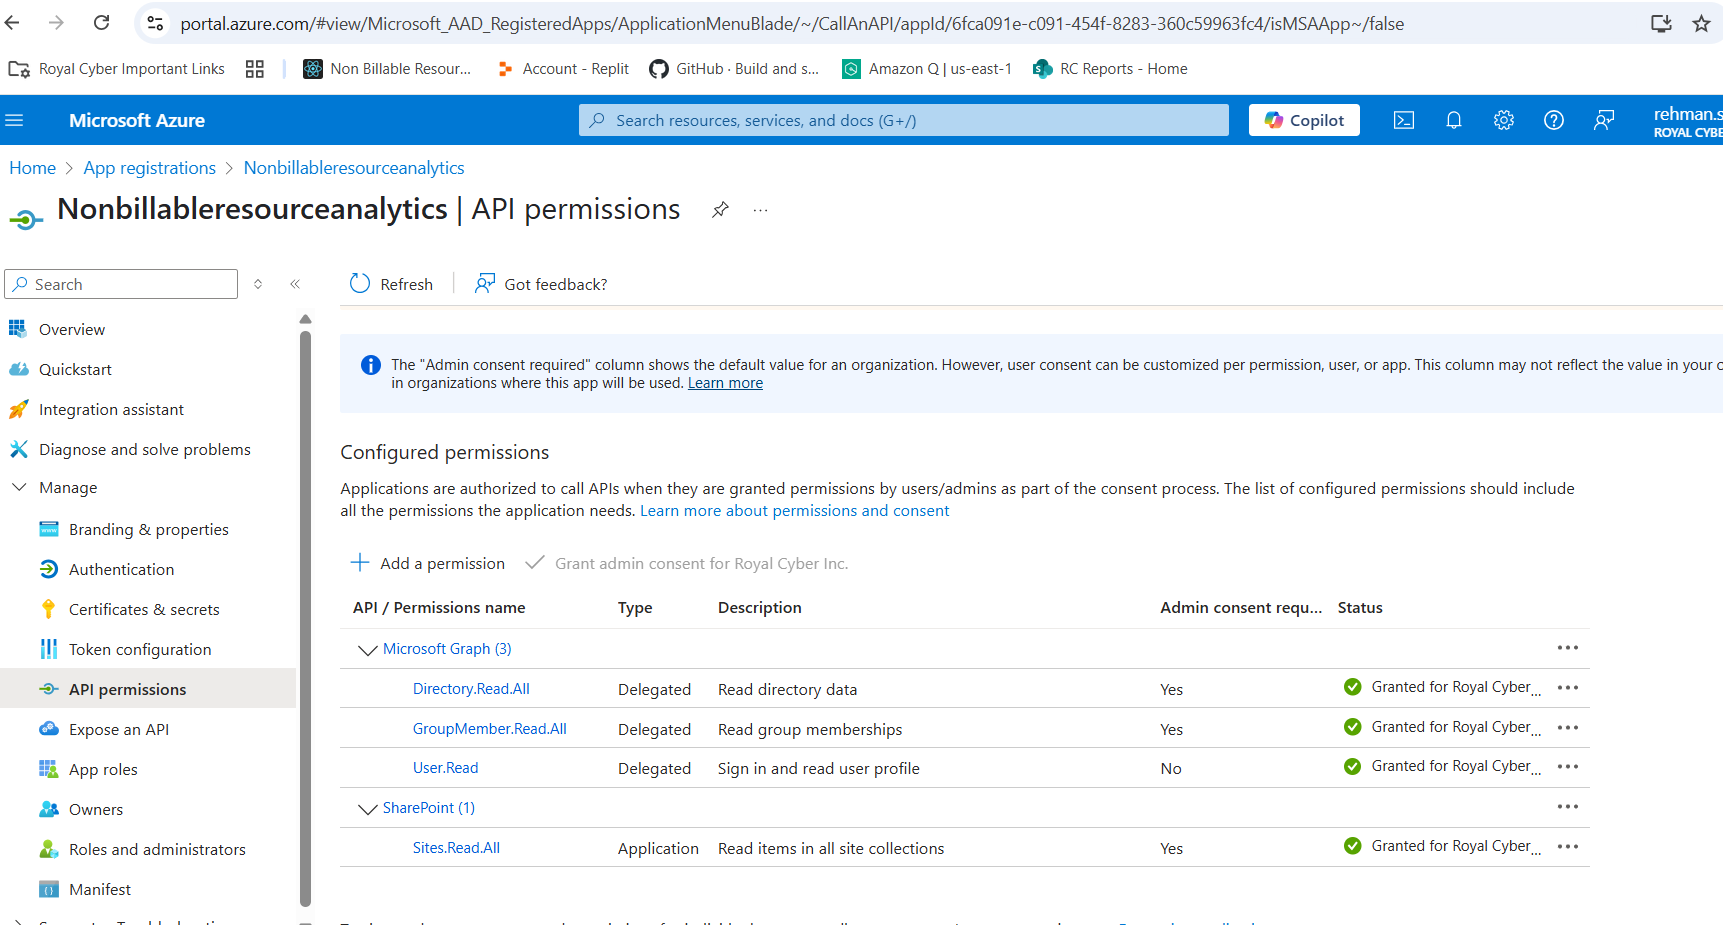 portal.azure.com/#view/Microsoft_AAD_RegisteredApps/ApplicationMenuBlade/~/CallAnAPI/appId/6fca091e-c091-454f-8283-360c59963fc4/isMSAApp~/false
Royal Cyber Important Links
Non Billable Resour...
Account - Replit
GitHub · Build and s...
Amazon Q | us-east-1
RC Reports - Home
Microsoft Azure
Search resources, services, and docs (G+/)
Copilot
rehman.s
ROYAL CYBE
Home > App registrations > Nonbillableresourceanalytics
Nonbillableresourceanalytics | API permissions
Search
Refresh
Got feedback?
Overview
Quickstart
Integration assistant
Diagnose and solve problems
Manage
Branding & properties
Authentication
Certificates & secrets
Token configuration
API permissions
Expose an API
App roles
Owners
Roles and administrators
Manifest
The "Admin consent required" column shows the default value for an organization. However, user consent can be customized per permission, user, or app. This column may not reflect the value in your o
in organizations where this app will be used. Learn more
Configured permissions
Applications are authorized to call APIs when they are granted permissions by users/admins as part of the consent process. The list of configured permissions should include
all the permissions the application needs. Learn more about permissions and consent
Add a permission
Grant admin consent for Royal Cyber Inc.
API / Permissions name Type Description Admin consent requ... Status
Microsoft Graph (3)
Directory.Read.All Delegated Read directory data Yes Granted for Royal Cyber...
GroupMember.Read.All Delegated Read group memberships Yes Granted for Royal Cyber...
User.Read Delegated Sign in and read user profile No Granted for Royal Cyber...
SharePoint (1)
Sites.Read.All Application Read items in all site collections Yes Granted for Royal Cyber...